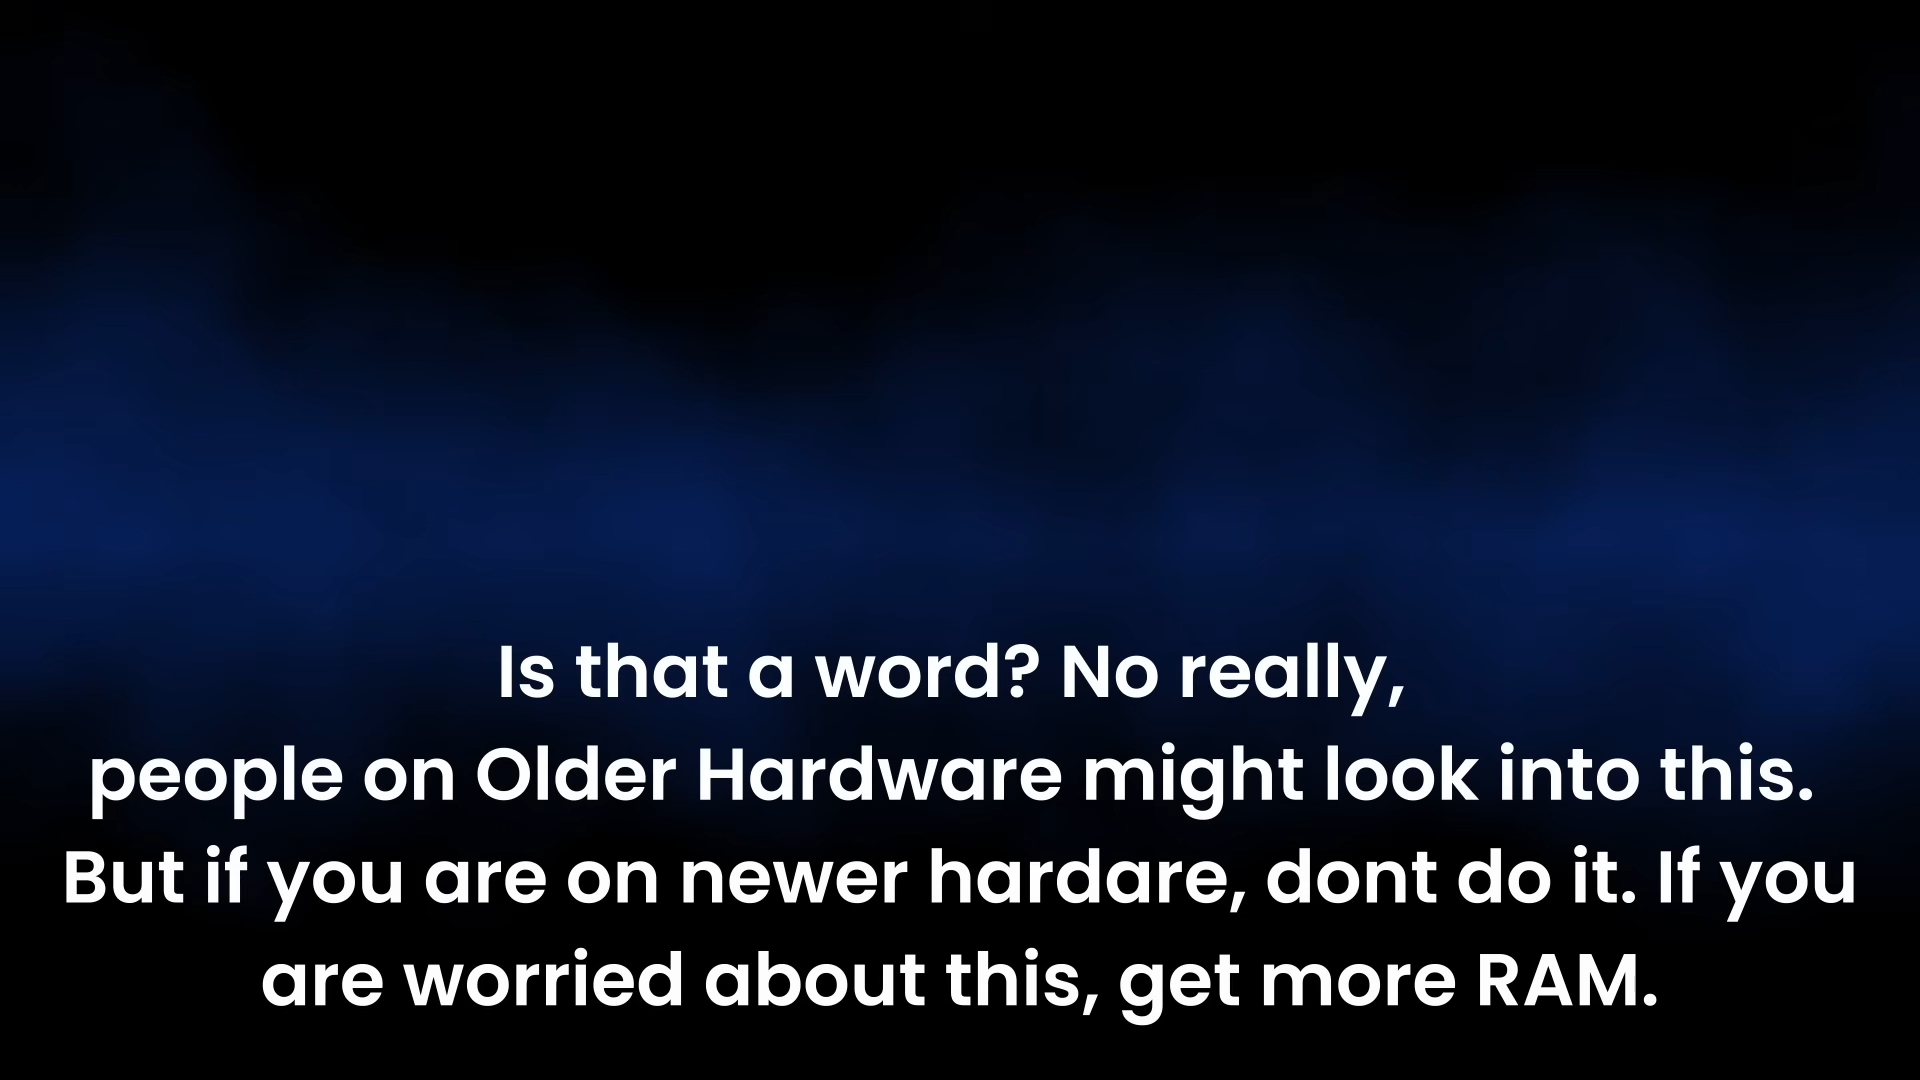 Is that a word? No really,
people on Older Hardware might look into this.
But if you are on newer hardare, dont do it. If you
are worried about this, get more RAM.